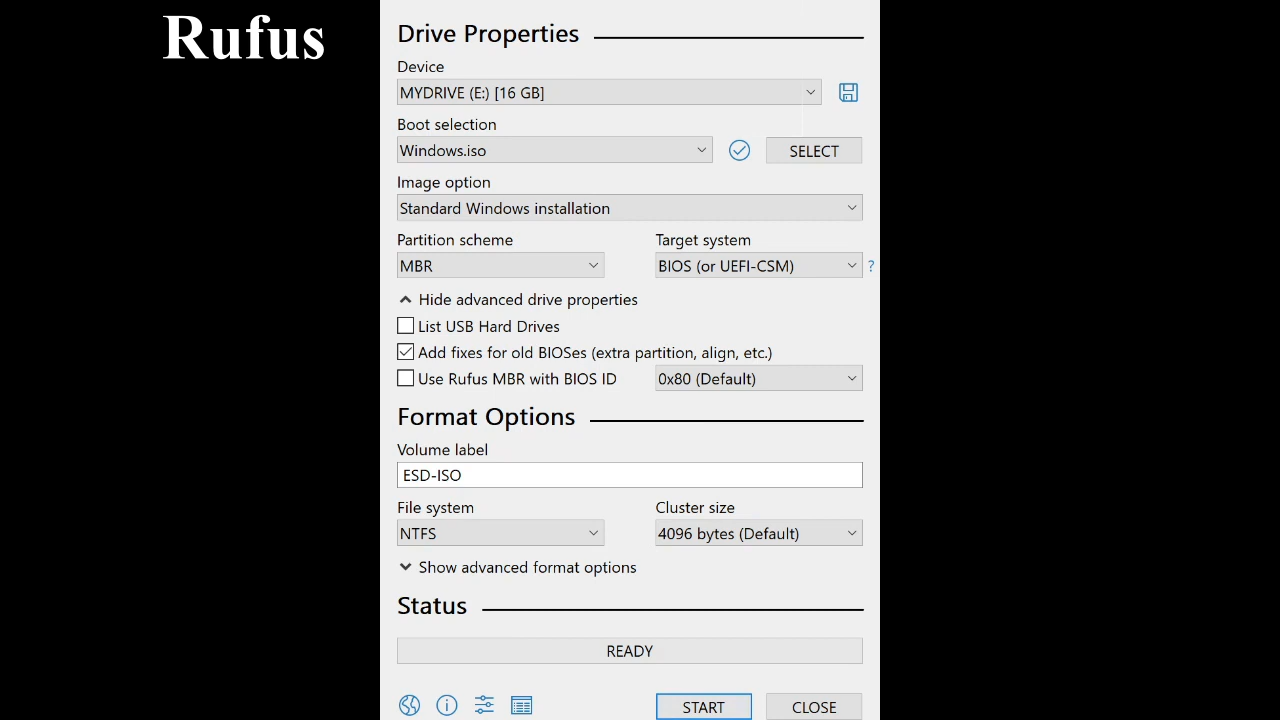 Rufus
Drive Properties
Device
MYDRIVE (E:) [16 GB]
Boot selection
Windows.iso
SELECT
Image option
Standard Windows installation
Partition scheme
Target system
MBR
BIOS (or UEFI-CSM)
?
Hide advanced drive properties
List USB Hard Drives
Add fixes for old BIOSes (extra partition, align, etc.)
Use Rufus MBR with BIOS ID
0x80 (Default)
Format Options
Volume label
ESD-ISO
File system
Cluster size
NTFS
4096 bytes (Default)
Show advanced format options
Status
READY
START
CLOSE